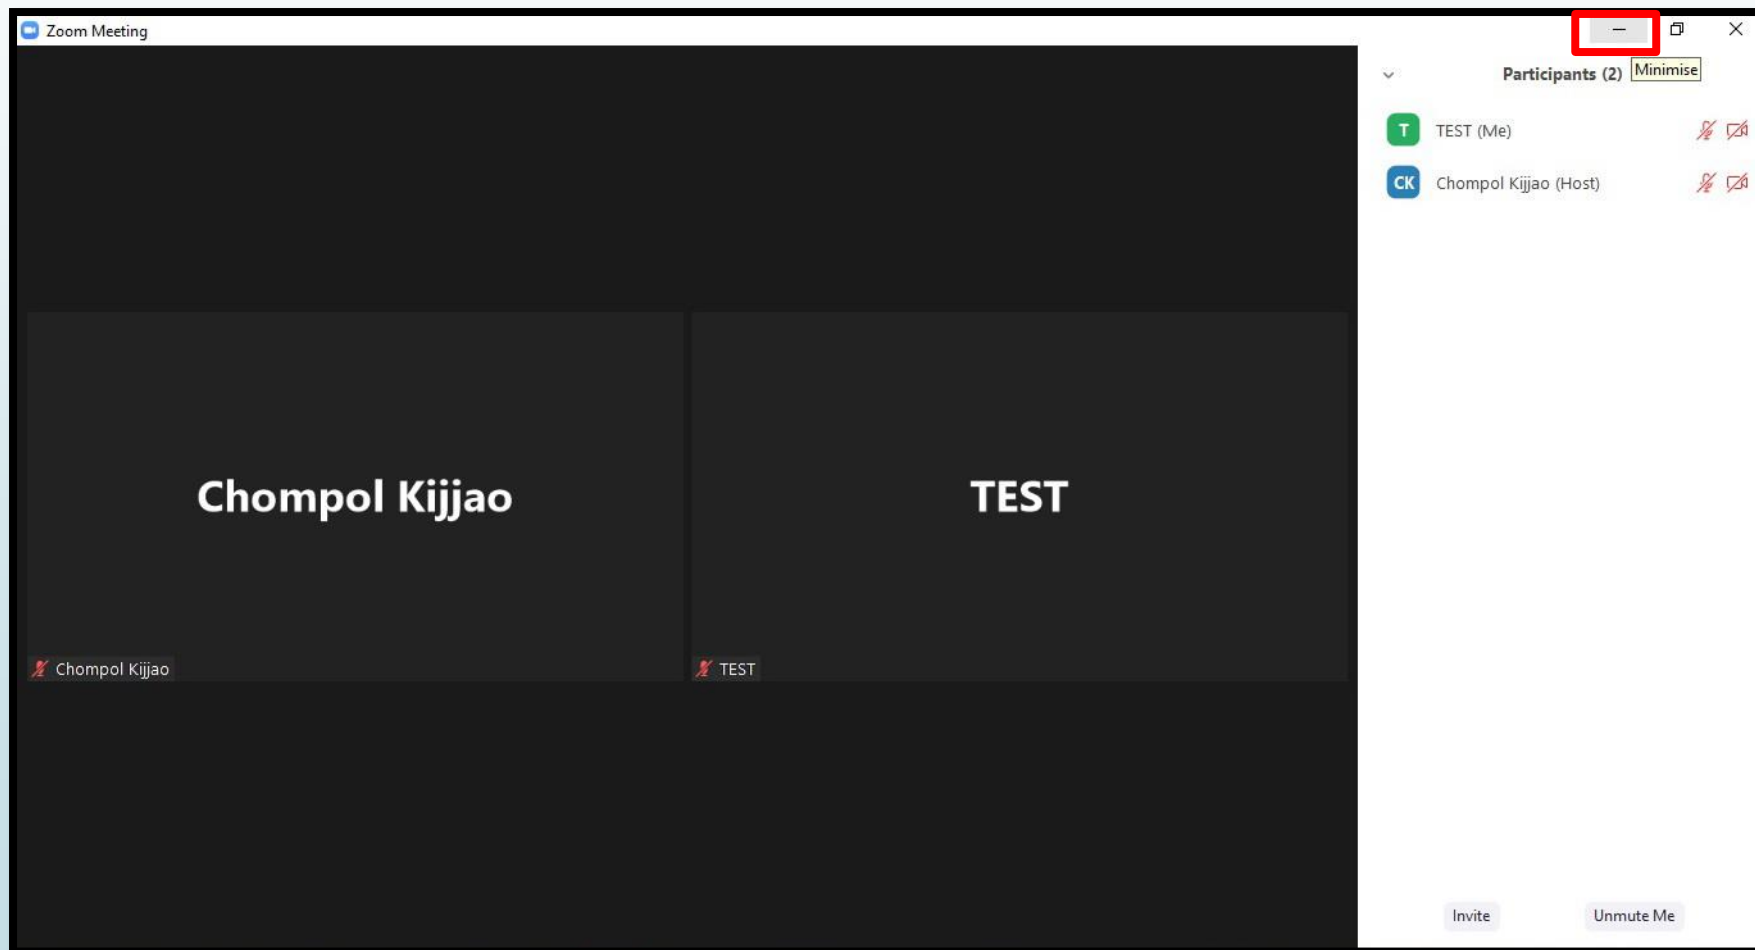 Zoom Meeting
Participants (2)
Minimise
T TEST (Me)
CK Chompol Kijjao (Host)
Chompol Kijjao
TEST
Chompol Kijjao
TEST
Invite
Unmute Me